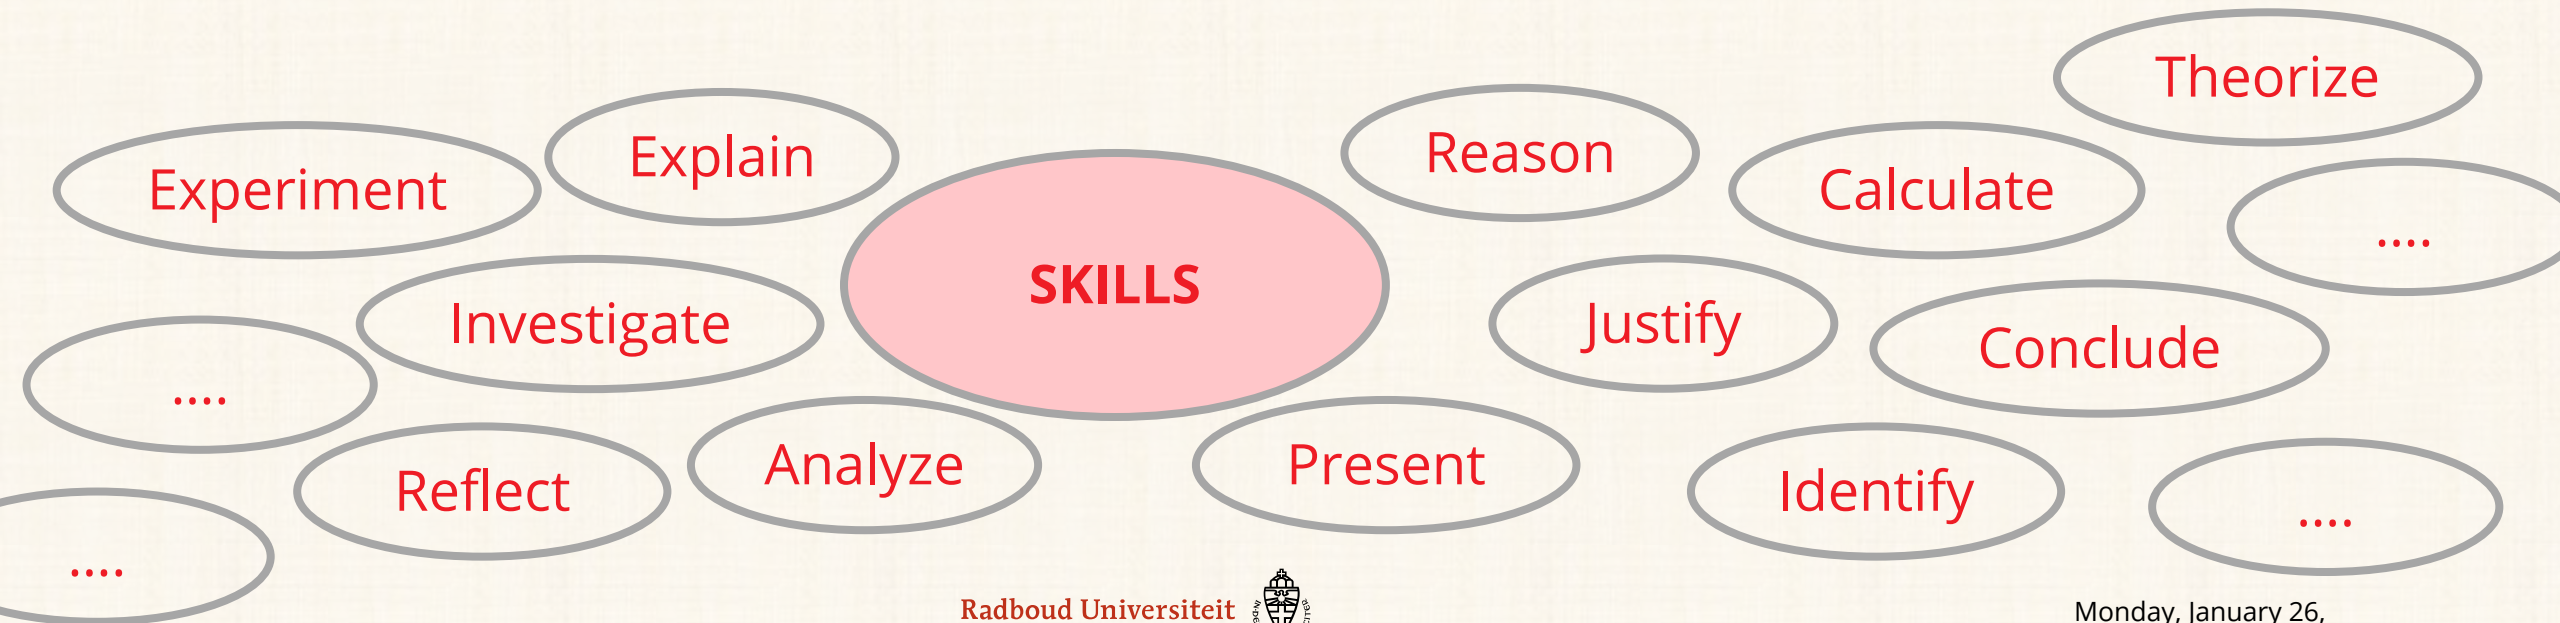 Theorize
Explain
Reason
Experiment
Calculate
....
SKILLS
Investigate
Justify
Conclude
....
Reflect
Analyze
Present
Identify
....
....
Radboud Universiteit
Monday, January 26,